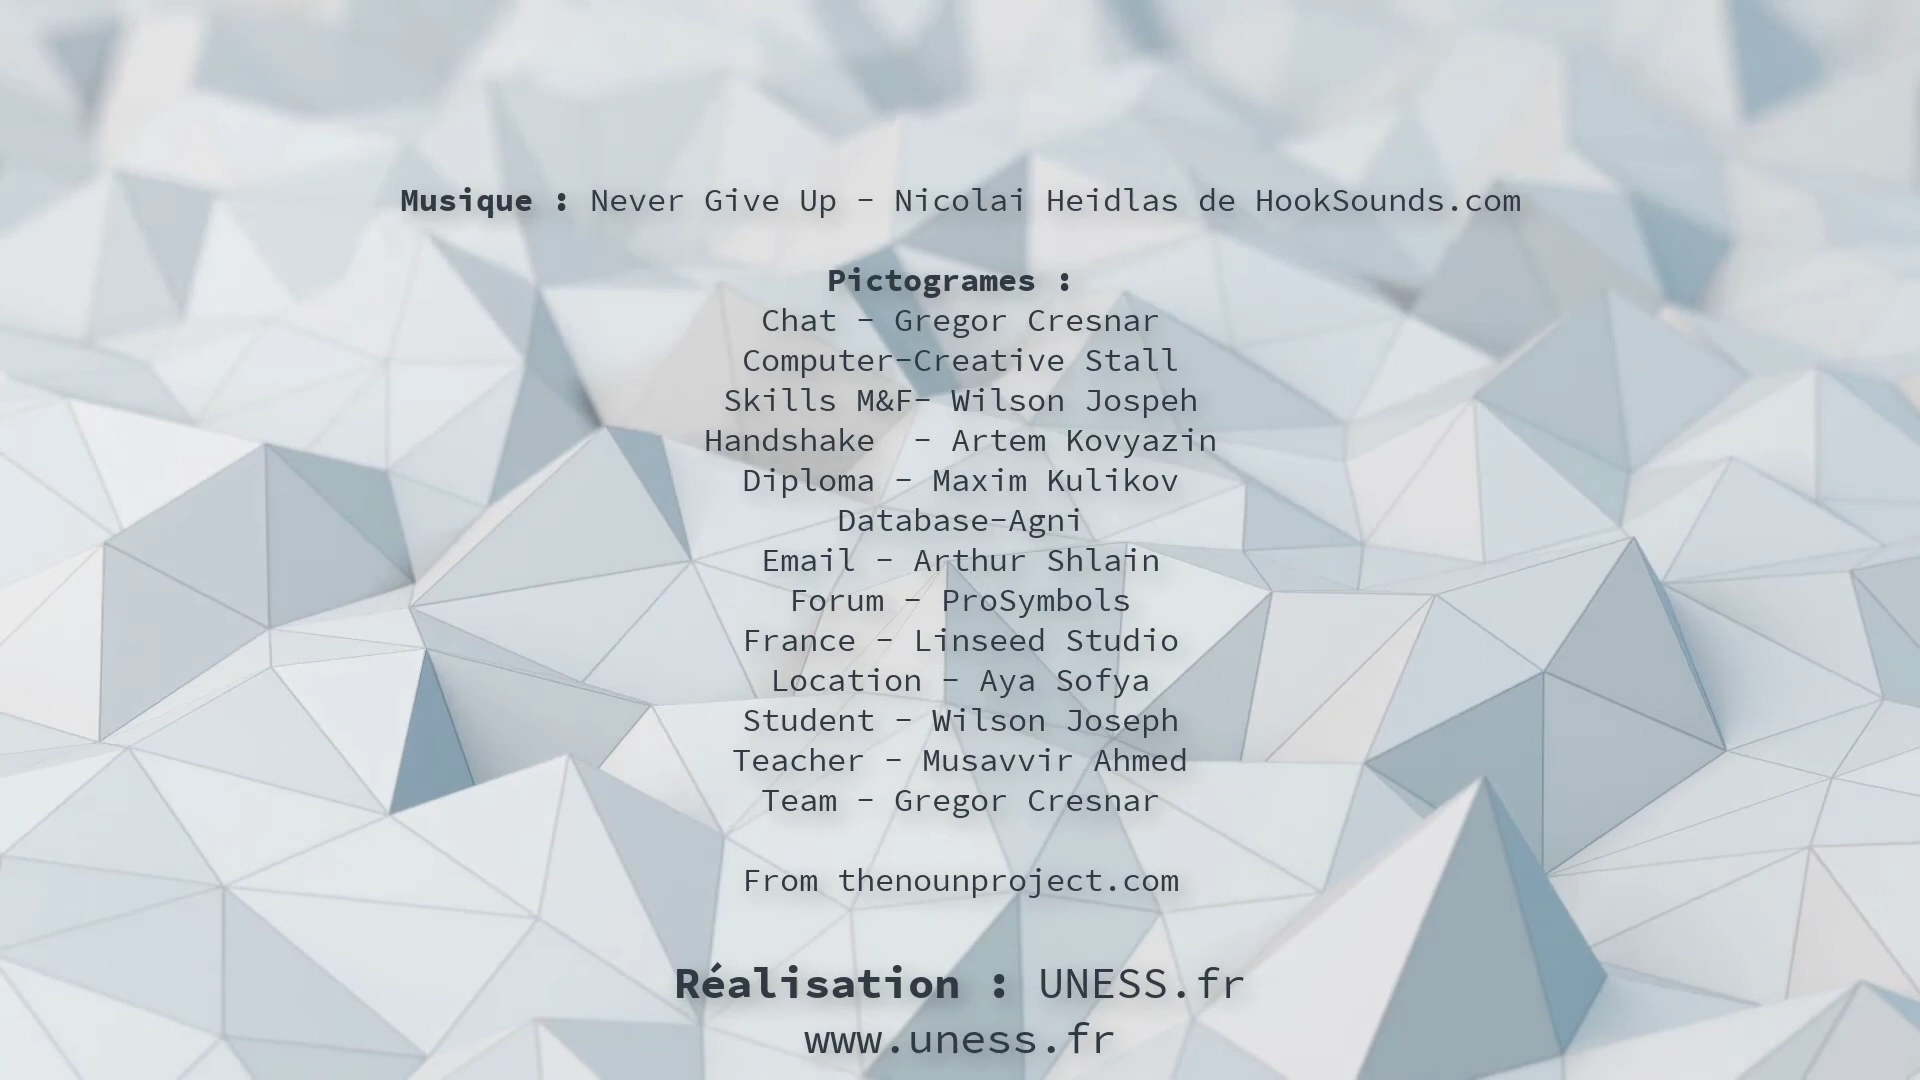 Musique : Never Give Up - Nicolai Heidlas de HookSounds.com
Pictogrames :
Chat - Gregor Cresnar
Computer-Creative Stall
Skills M&F- Wilson Jospeh
Handshake  - Artem Kovyazin
Diploma - Maxim Kulikov
Database-Agni
Email - Arthur Shlain
Forum - ProSymbols
France - Linseed Studio
Location - Aya Sofya
Student - Wilson Joseph
Teacher - Musavvir Ahmed
Team - Gregor Cresnar
From thenounproject.com
Réalisation : UNESS.fr
www.uness.fr